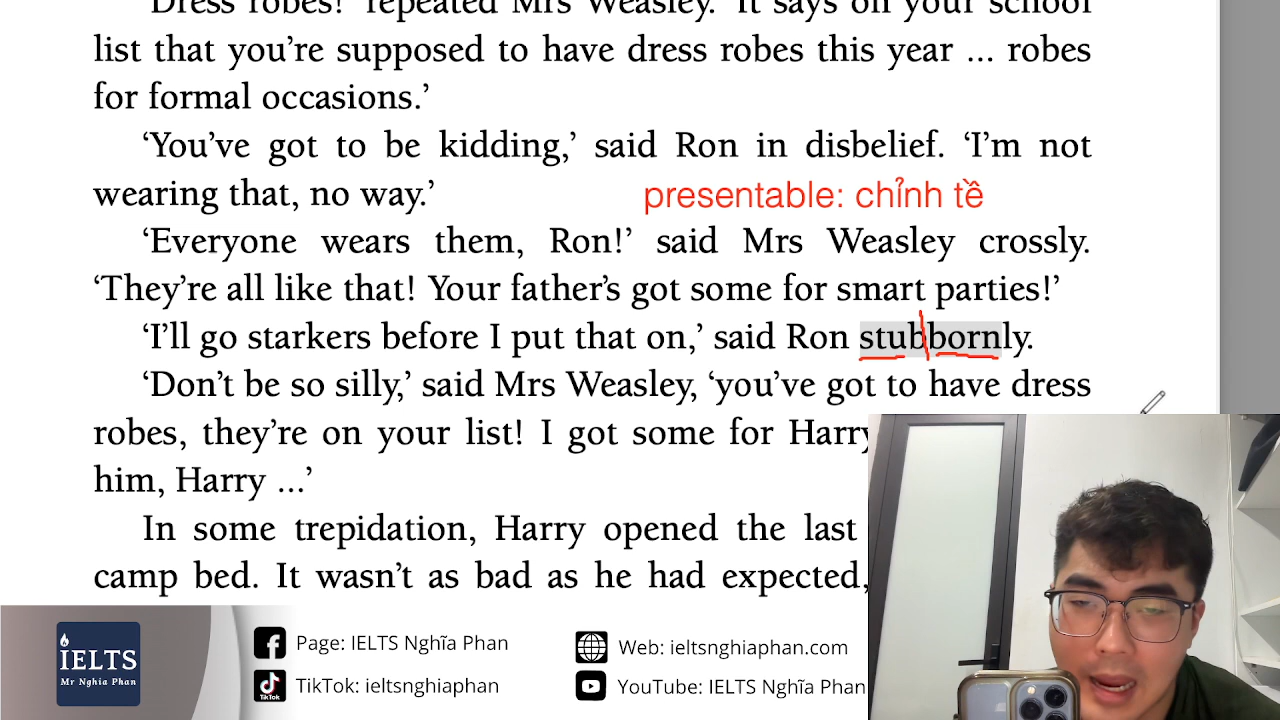 'Dress robes!' repeated Mrs Weasley. 'It says on your school
list that you're supposed to have dress robes this year ... robes
for formal occasions.'
'You've got to be kidding,' said Ron in disbelief. 'I'm not
wearing that, no way.'
presentable: chỉnh tề
'Everyone wears them, Ron!' said Mrs Weasley crossly.
'They're all like that! Your father's got some for smart parties!'
'I'll go starkers before I put that on,' said Ron stubbornly.
'Don't be so silly,' said Mrs Weasley, 'you've got to have dress
robes, they're on your list! I got some for Harry
him, Harry ...'
In some trepidation, Harry opened the last
camp bed. It wasn't as bad as he had expected,
IELTS
Mr Nghia Phan
Page: IELTS Nghĩa Phan
TikTok
TikTok: ieltsnghiaphan
Web: ieltsnghiaphan.com
YouTube: IELTS Nghĩa Phan